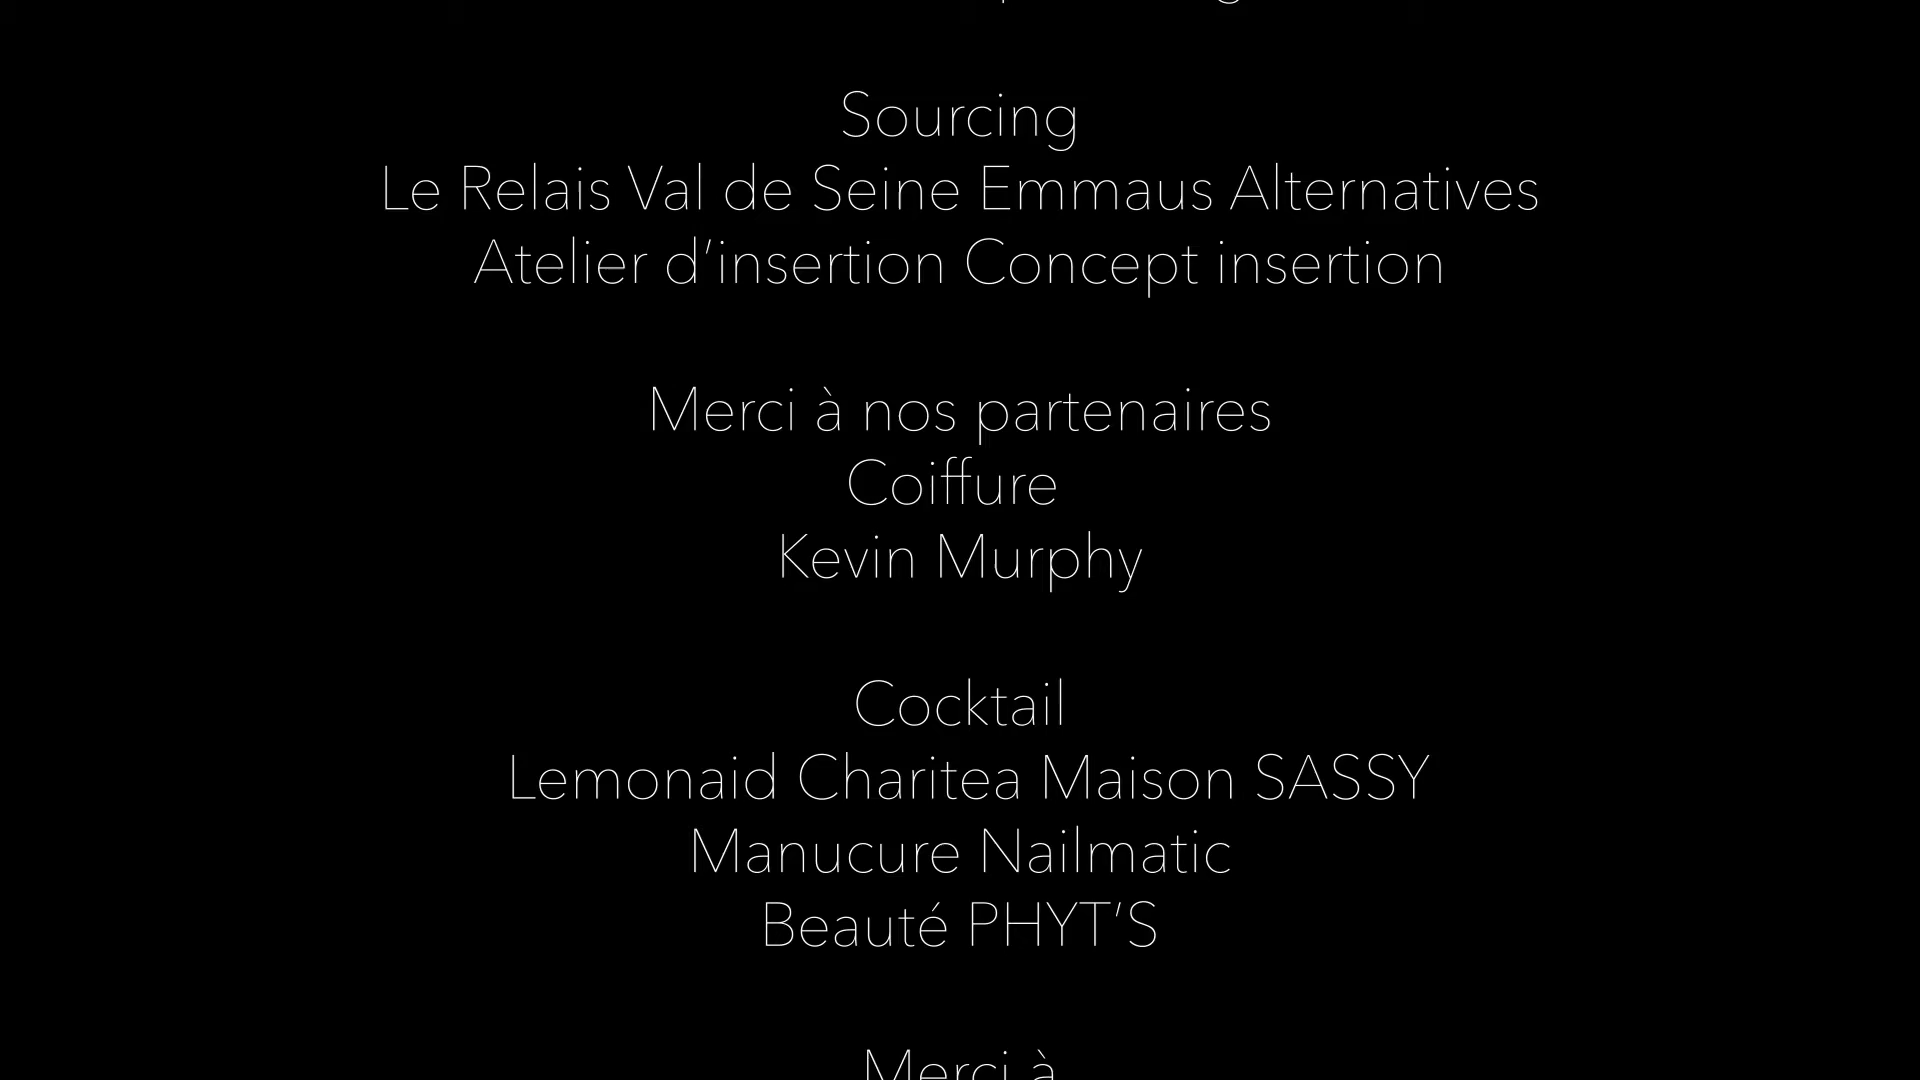 Sourcing
Le Relais Val de Seine Emmaus Alternatives
Atelier d’insertion Concept insertion
Merci à nos partenaires
Coiffure
Kevin Murphy
Cocktail
Lemonaid Charitea Maison SASSY
Manucure Nailmatic
Beauté PHYT’S
Merci à